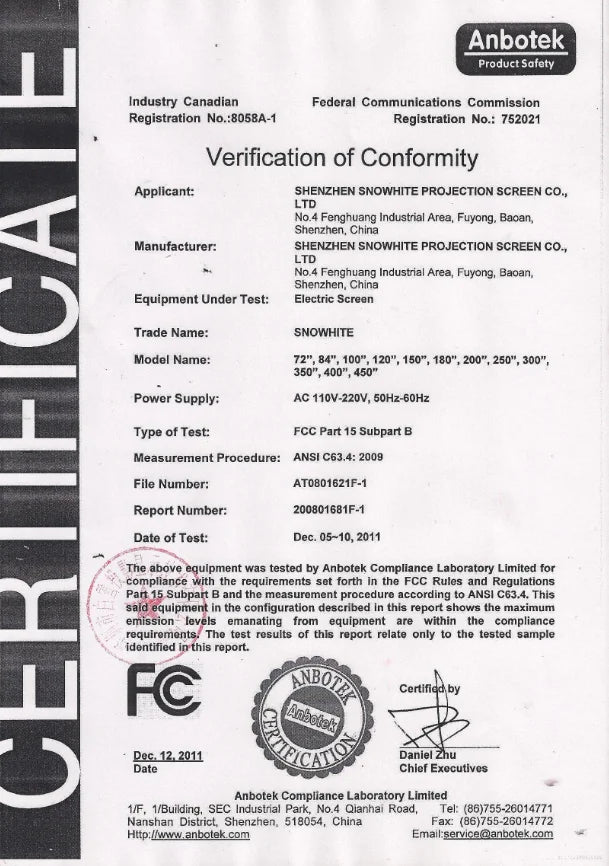 CERTIFICATE
Anbotek
Product Safety
Industry Canadian
Registration No.:8058A-1
Federal Communications Commission
Registration No.: 752021
Verification of Conformity
Applicant: SHENZHEN SNOWHITE PROJECTION SCREEN CO.,
LTD
No.4 Fenghuang Industrial Area, Fuyong, Baoan,
Shenzhen, China
Manufacturer: SHENZHEN SNOWHITE PROJECTION SCREEN CO.,
LTD
No.4 Fenghuang Industrial Area, Fuyong, Baoan,
Shenzhen, China
Equipment Under Test: Electric Screen
Trade Name: SNOWHITE
Model Name: 72”, 84”, 100”, 120”, 150”, 180”, 200”, 250”, 300”,
350”, 400”, 450”
Power Supply: AC 110V-220V, 50Hz-60Hz
Type of Test: FCC Part 15 Subpart B
Measurement Procedure: ANSI C63.4: 2009
File Number: AT0801621F-1
Report Number: 200801681F-1
Date of Test: Dec. 05~10, 2011
The above equipment was tested by Anbotek Compliance Laboratory Limited for
compliance with the requirements set forth in the FCC Rules and Regulations
Part 15 Subpart B and the measurement procedure according to ANSI C63.4. This
said equipment in the configuration described in this report shows the maximum
emission levels emanating from equipment are within the compliance
requirements. The test results of this report relate only to the tested sample
identified in this report.
FC
ANBOTEK
Anbotek
CERTIFICATION
Certified by
Dec. 12, 2011
Date
Daniel Zhu
Chief Executives
Anbotek Compliance Laboratory Limited
1/F, 1/Building, SEC Industrial Park, No.4 Qianhai Road, Tel: (86)755-26014771
Nanshan District, Shenzhen, 518054, China Fax: (86)755-26014772
Http://www.anbotek.com Email:service@anbotek.com